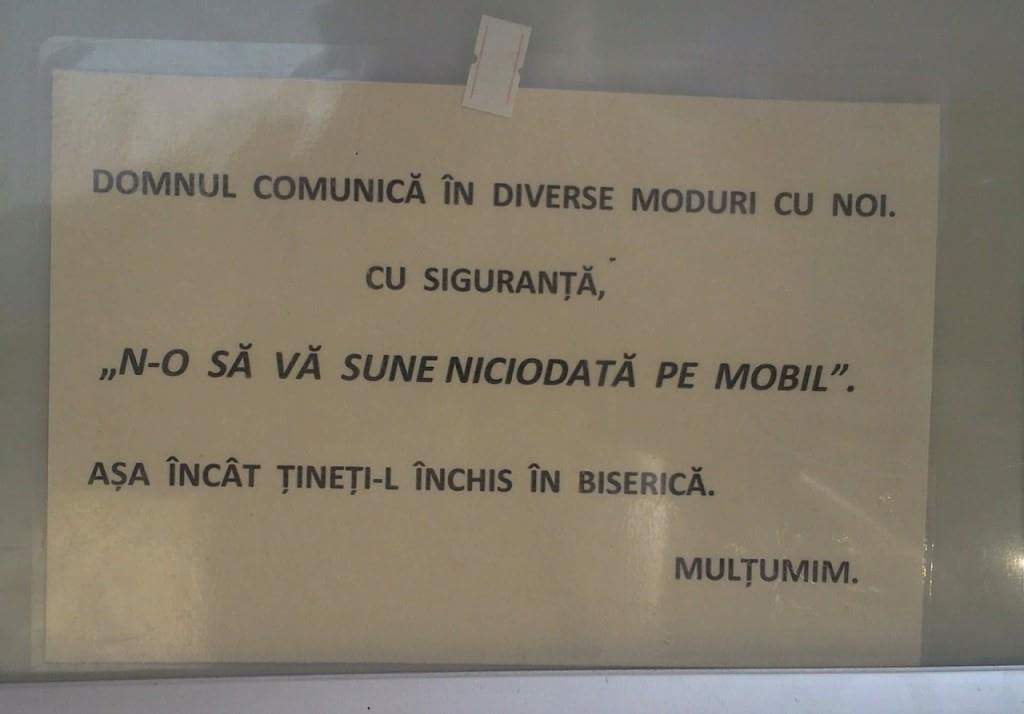 DOMNUL COMUNICĂ ÎN DIVERSE MODURI CU NOI.
CU SIGURANȚĂ,
„N-O SĂ VĂ SUNE NICIODATĂ PE MOBIL”.
AȘA ÎNCÂT ȚINEȚI-L ÎNCHIS ÎN BISERICĂ.
MULȚUMIM.